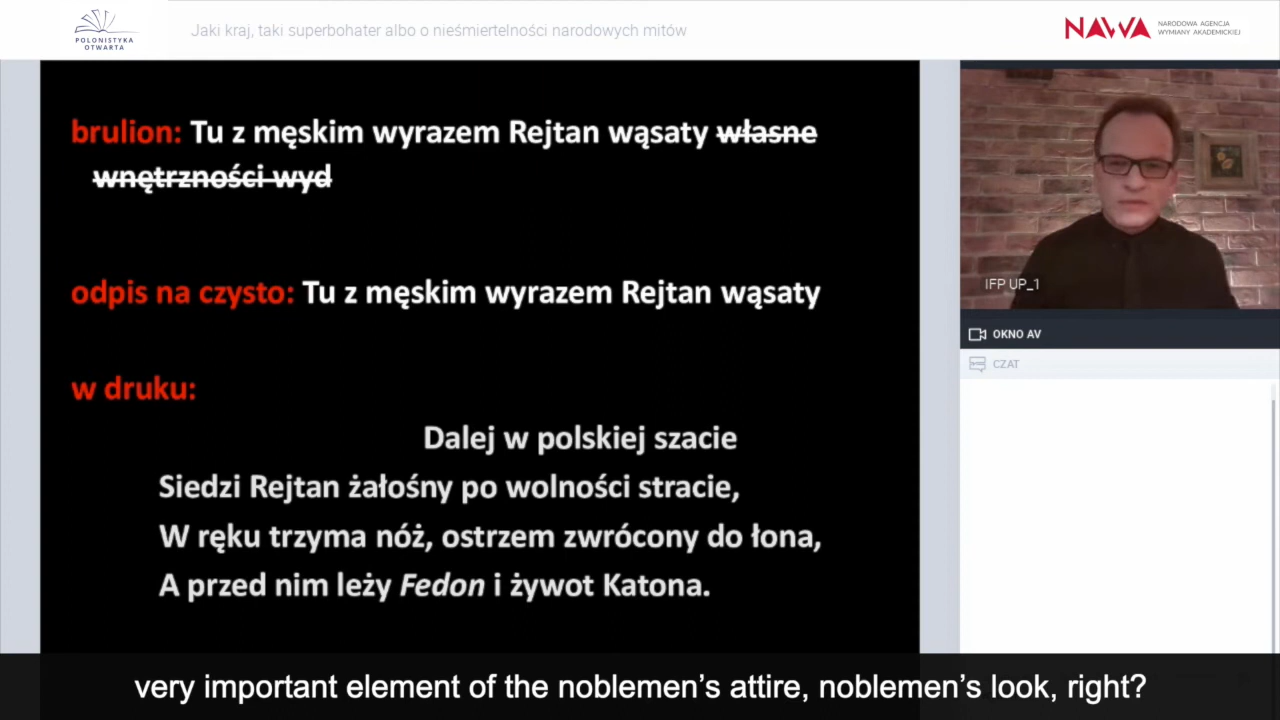 POLONISTYKA
OTWARTA
Jaki kraj, taki superbohater albo o nieśmiertelności narodowych mitów
NAWA
NARODOWA AGENCJA
WYMIANY AKADEMICKIEJ
brulion: Tu z męskim wyrazem Rejtan wąsaty własne
wnętrzności wyd
odpis na czysto: Tu z męskim wyrazem Rejtan wąsaty
w druku:
Dalej w polskiej szacie
Siedzi Rejtan żałośny po wolności stracie,
W ręku trzyma nóż, ostrzem zwrócony do łona,
A przed nim leży Fedon i żywot Katona.
IFP UP_1
OKNO AV
CZAT
very important element of the noblemen's attire, noblemen's look, right?